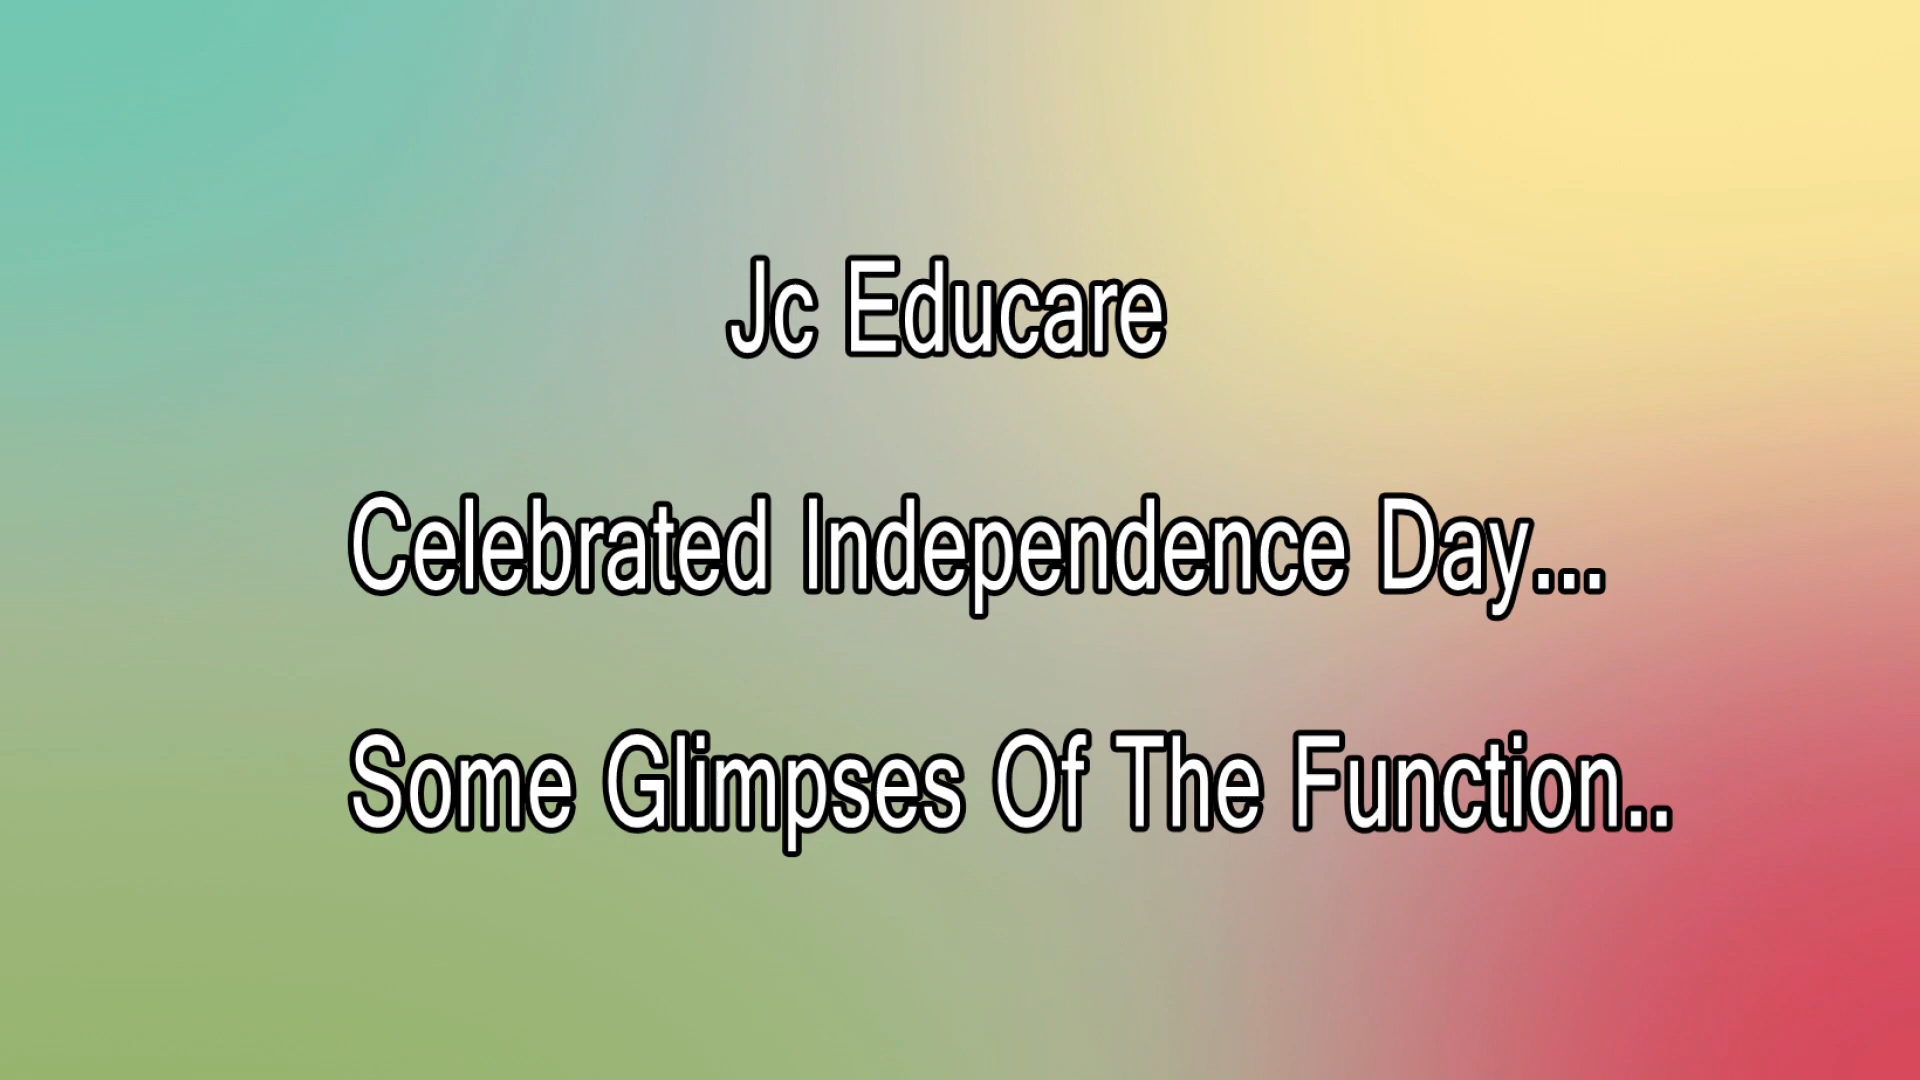 Jc Educare
Celebrated Independence Day...
Some Glimpses Of The Function..